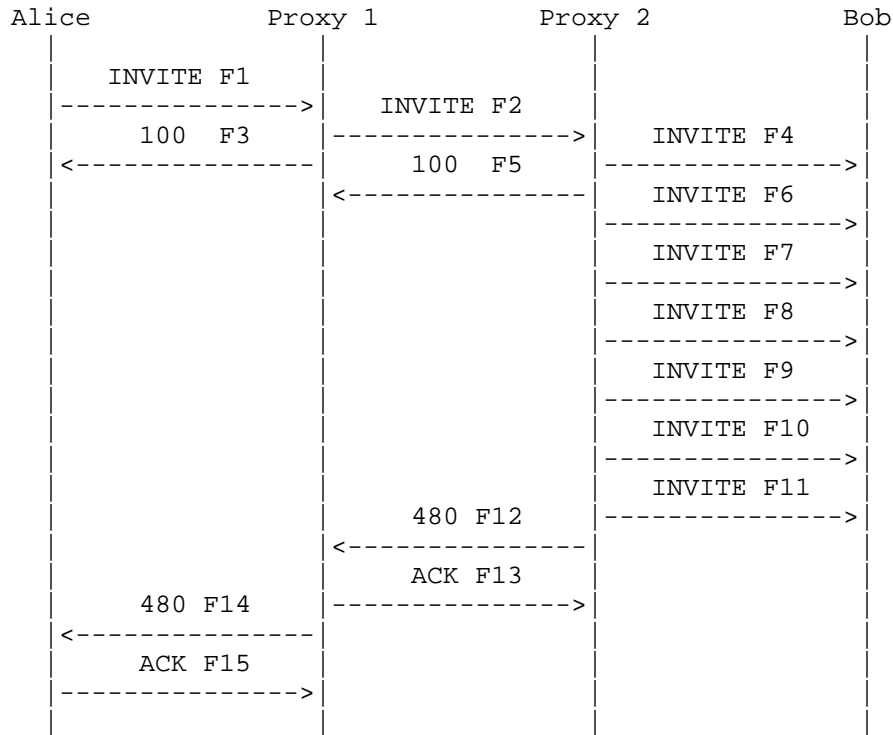 Alice Proxy 1 Proxy 2 Bob
INVITE F1
INVITE F2
100 F3 INVITE F4
100 F5
INVITE F6
INVITE F7
INVITE F8
INVITE F9
INVITE F10
INVITE F11
480 F12
ACK F13
480 F14
ACK F15